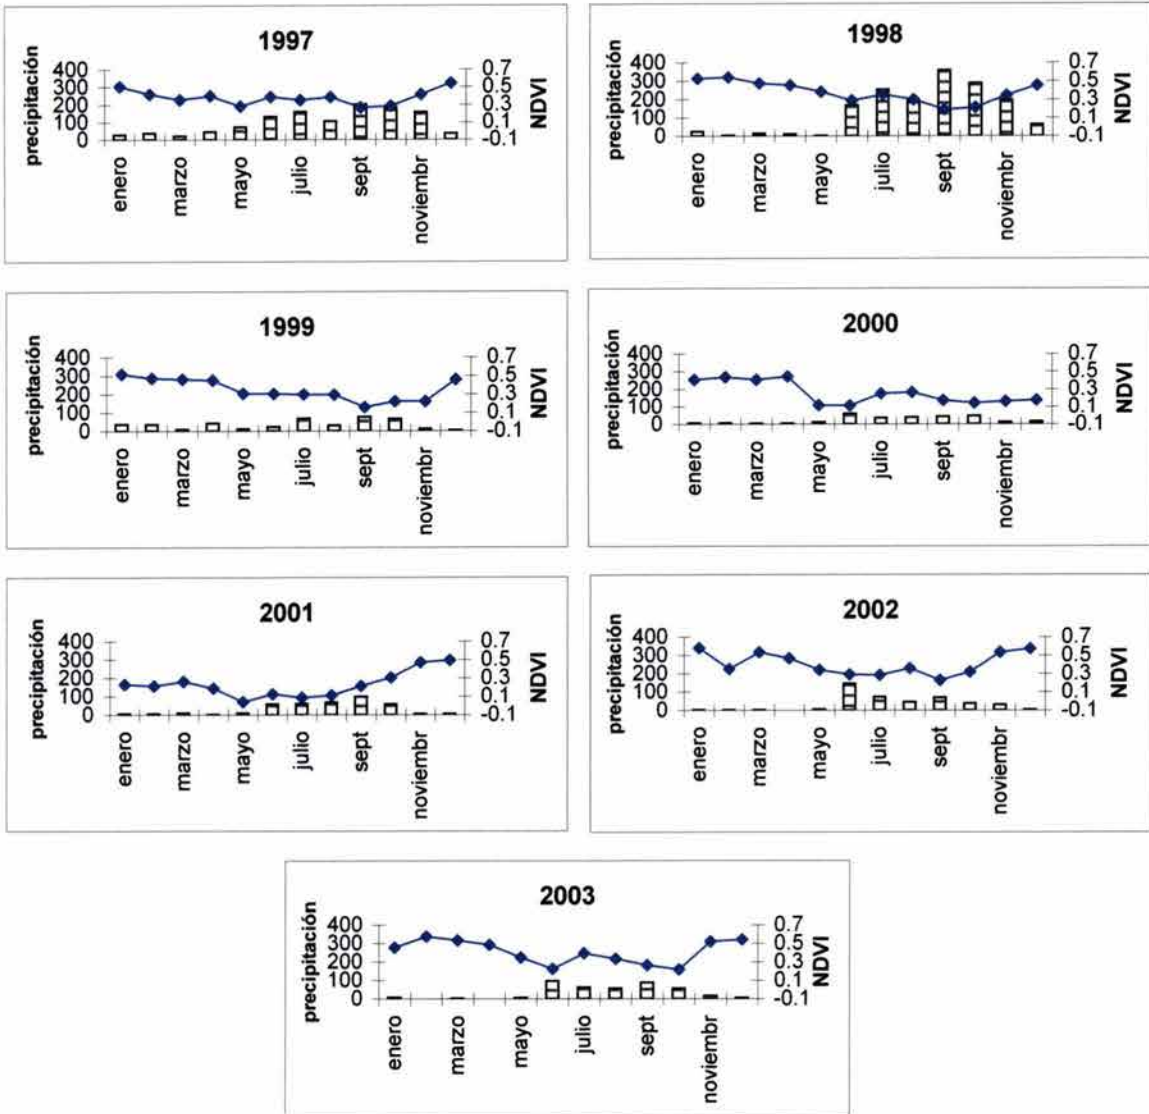 1997
precipitación
400
300
200
100
0
0.7
0.5
0.3
0.1
-0.1
NDVI
enero
marzo
mayo
julio
sept
noviembr
1998
precipitación
400
300
200
100
0
0.7
0.5
0.3
0.1
-0.1
NDVI
enero
marzo
mayo
julio
sept
noviembr
1999
precipitación
400
300
200
100
0
0.7
0.5
0.3
0.1
-0.1
NDVI
enero
marzo
mayo
julio
sept
noviembr
2000
precipitación
400
300
200
100
0
0.7
0.5
0.3
0.1
-0.1
NDVI
enero
marzo
mayo
julio
sept
noviembr
2001
precipitación
400
300
200
100
0
0.7
0.5
0.3
0.1
-0.1
NDVI
enero
marzo
mayo
julio
sept
noviembr
2002
precipitación
400
300
200
100
0
0.7
0.5
0.3
0.1
-0.1
NDVI
enero
marzo
mayo
julio
sept
noviembr
2003
precipitación
400
300
200
100
0
0.7
0.5
0.3
0.1
-0.1
NDVI
enero
marzo
mayo
julio
sept
noviembr